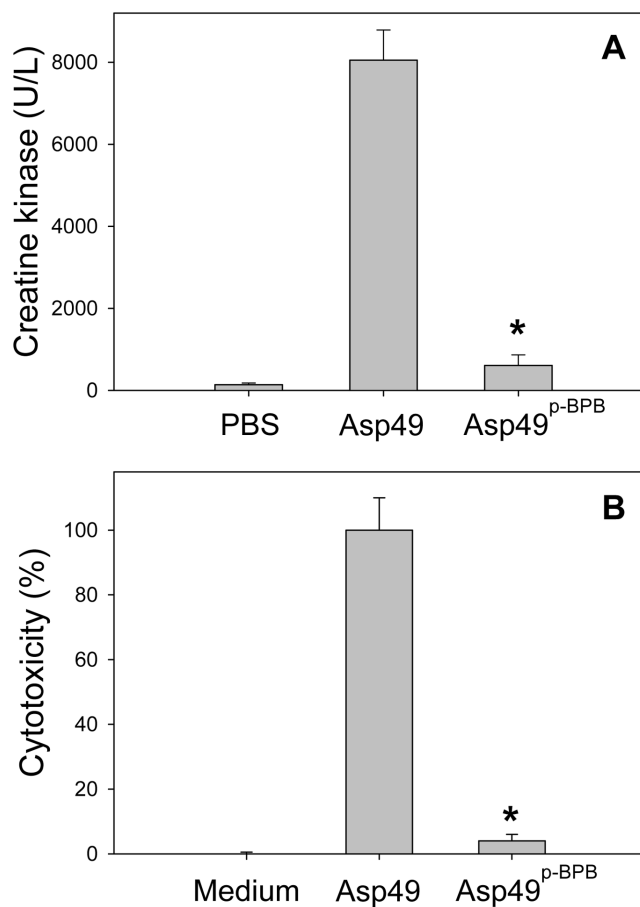 A
Creatine kinase (U/L)
8000
6000
4000
2000
0
*
PBS Asp49 Asp49p-BPB
B
Cytotoxicity (%)
100
80
60
40
20
0
*
Medium Asp49 Asp49p-BPB